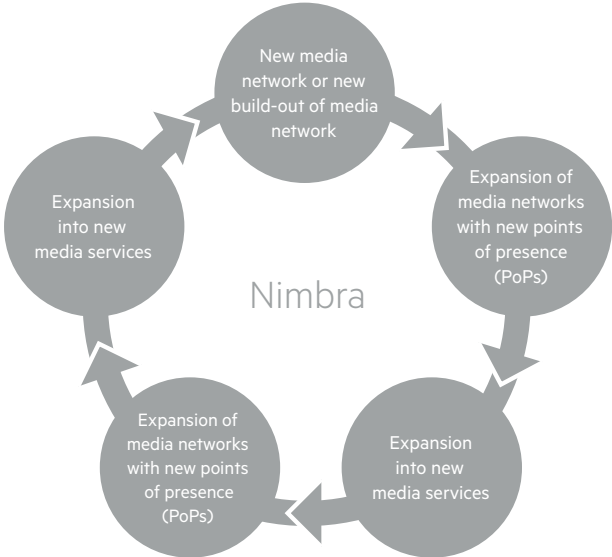 New media
network or new
build-out of media
network
Expansion of
media networks
with new points
of presence
(PoPs)
Expansion
into new
media services
Expansion of
media networks
with new points
of presence
(PoPs)
Expansion
into new
media services
Nimbra